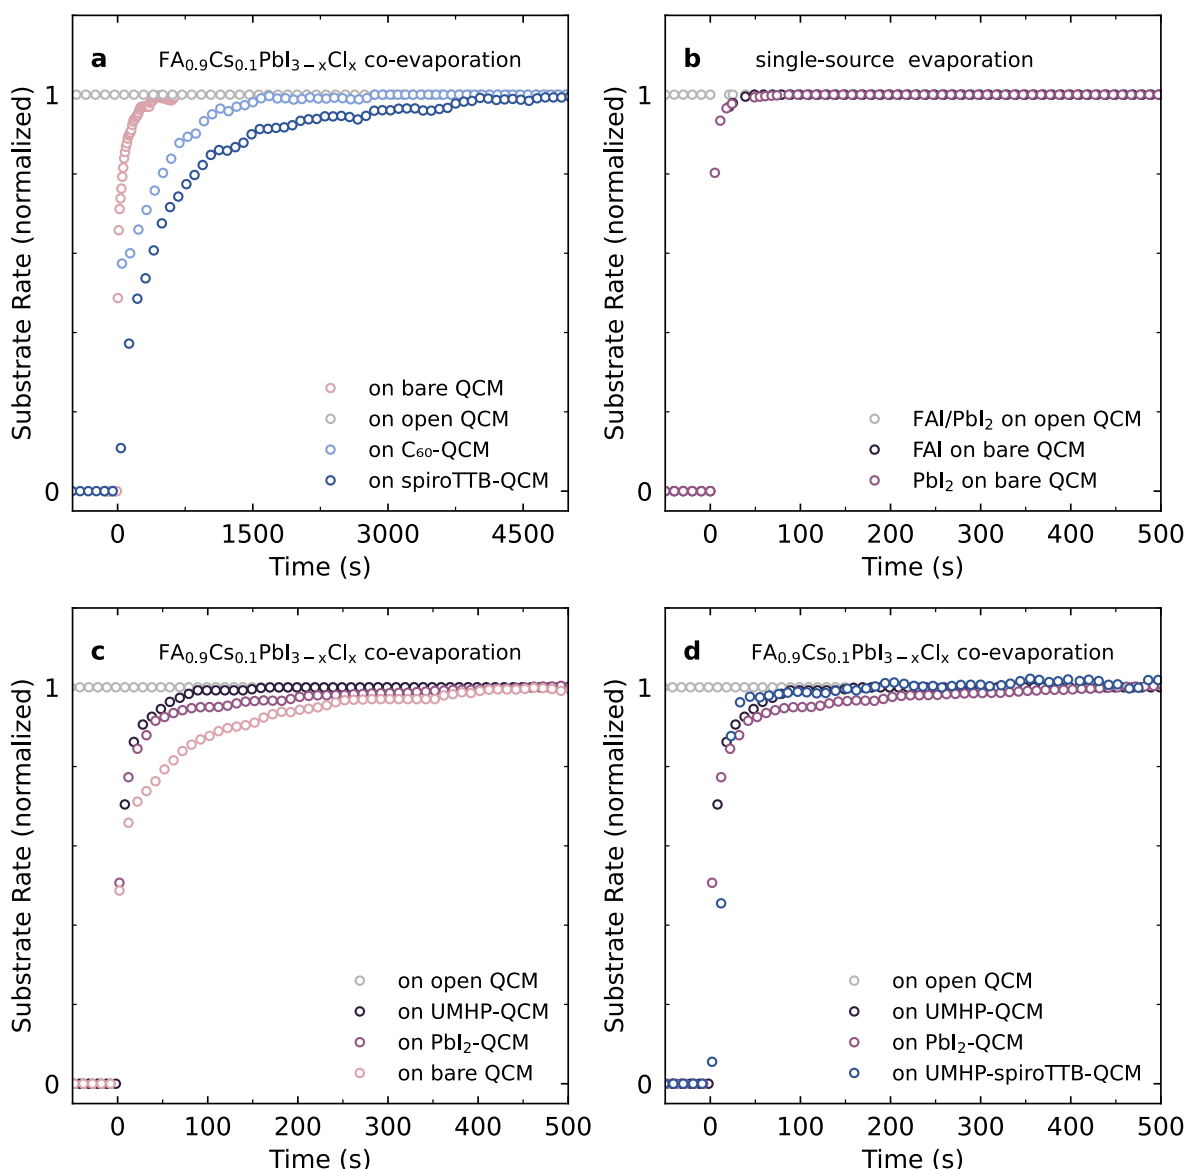 a FA₀.₉Cs₀.₁PbI₃₋ₓClₓ co-evaporation
Substrate Rate (normalized)
1
0
on bare QCM
on open QCM
on C₆₀-QCM
on spiroTTB-QCM
0 1500 3000 4500
Time (s)
b single-source evaporation
Substrate Rate (normalized)
1
0
FAI/PbI₂ on open QCM
FAI on bare QCM
PbI₂ on bare QCM
0 100 200 300 400 500
Time (s)
c FA₀.₉Cs₀.₁PbI₃₋ₓClₓ co-evaporation
Substrate Rate (normalized)
1
0
on open QCM
on UMHP-QCM
on PbI₂-QCM
on bare QCM
0 100 200 300 400 500
Time (s)
d FA₀.₉Cs₀.₁PbI₃₋ₓClₓ co-evaporation
Substrate Rate (normalized)
1
0
on open QCM
on UMHP-QCM
on PbI₂-QCM
on UMHP-spiroTTB-QCM
0 100 200 300 400 500
Time (s)